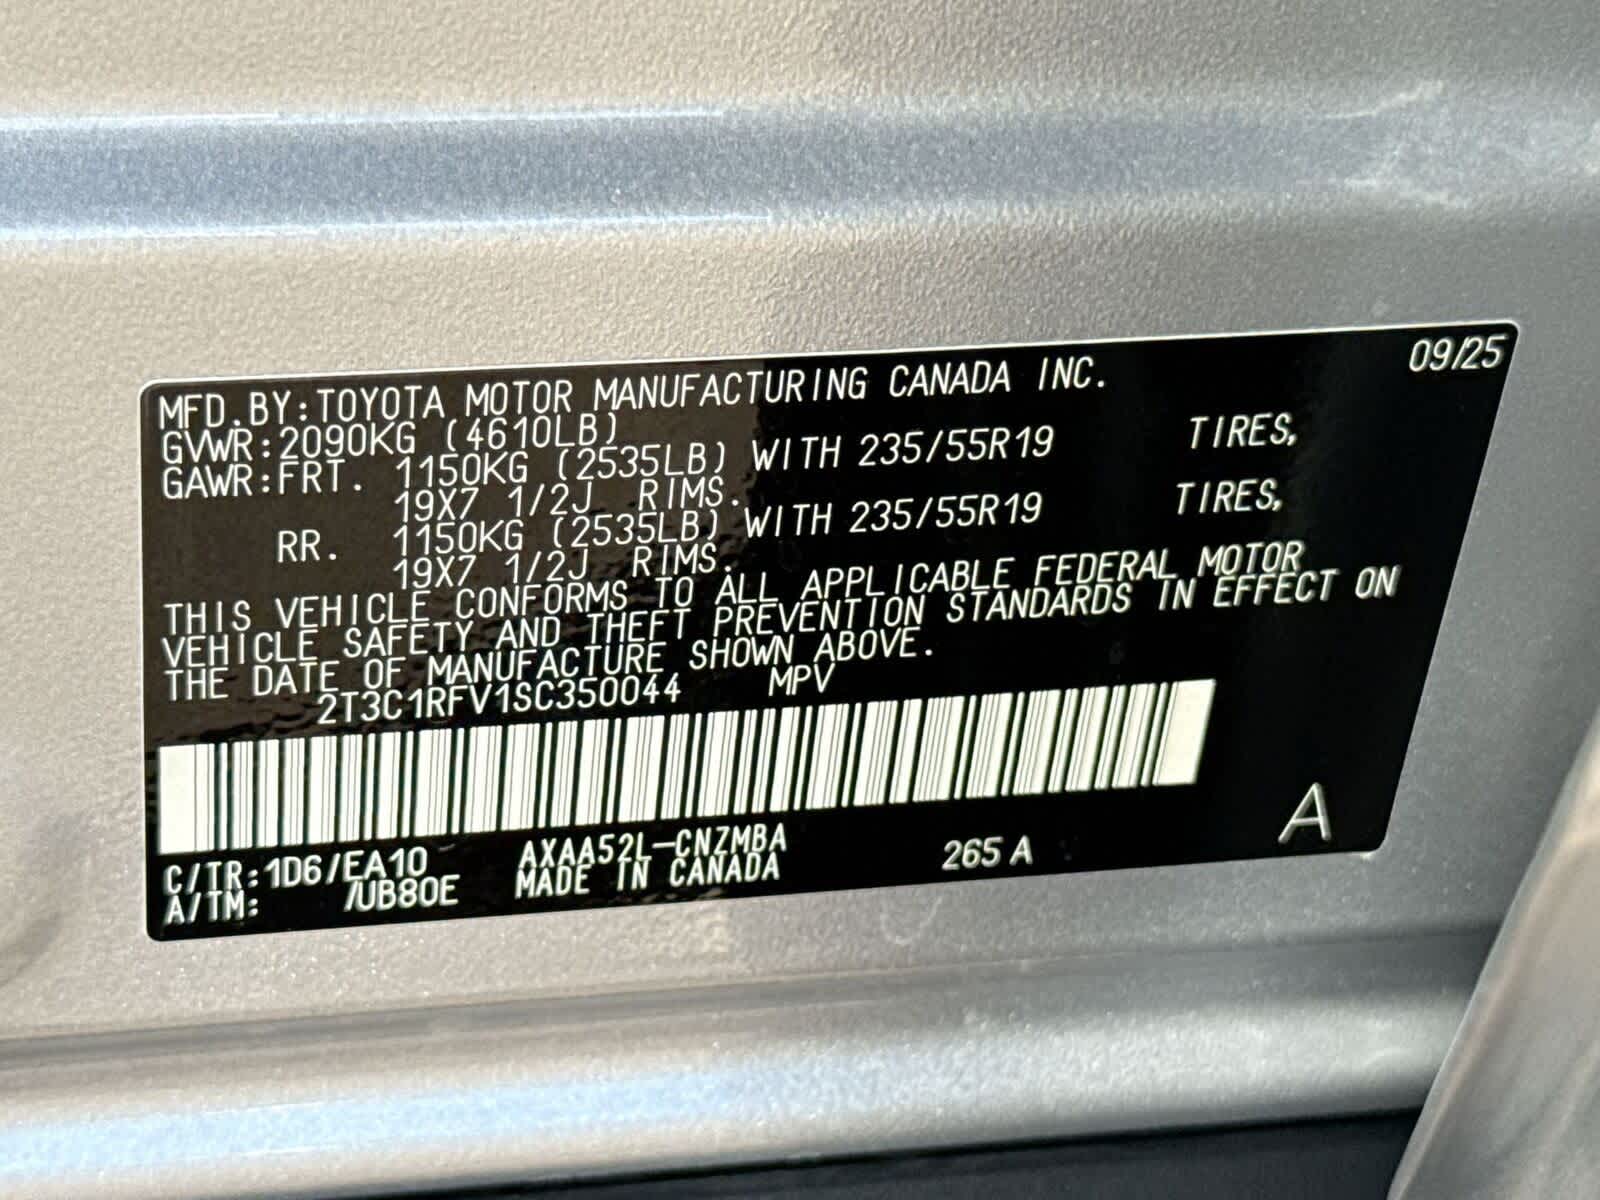 09/25
MFD.BY:TOYOTA MOTOR MANUFACTURING CANADA INC.
GVWR:2090KG (4610LB)
GAWR:FRT. 1150KG (2535LB) WITH 235/55R19 TIRES,
19X7 1/2J RIMS.
RR. 1150KG (2535LB) WITH 235/55R19 TIRES,
19X7 1/2J RIMS.
THIS VEHICLE CONFORMS TO ALL APPLICABLE FEDERAL MOTOR
VEHICLE SAFETY AND THEFT PREVENTION STANDARDS IN EFFECT ON
THE DATE OF MANUFACTURE SHOWN ABOVE.
2T3C1RFV1SC350044 MPV
C/TR:1D6/EA10 AXAA52L-CNZMBA 265 A A
A/TM: /UB80E MADE IN CANADA